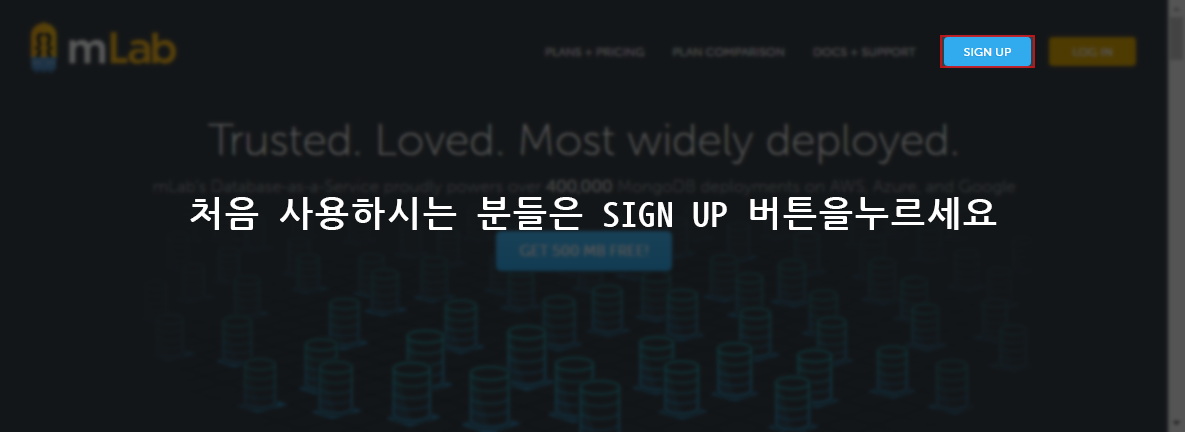 mLab
PLANS + PRICING PLAN COMPARISON DOCS + SUPPORT SIGN UP LOG IN
Trusted. Loved. Most widely deployed.
mLab's Database-as-a-Service proudly powers over 400,000 MongoDB deployments on AWS, Azure, and Google
처음 사용하시는 분들은 SIGN UP 버튼을누르세요
GET 500 MB FREE!